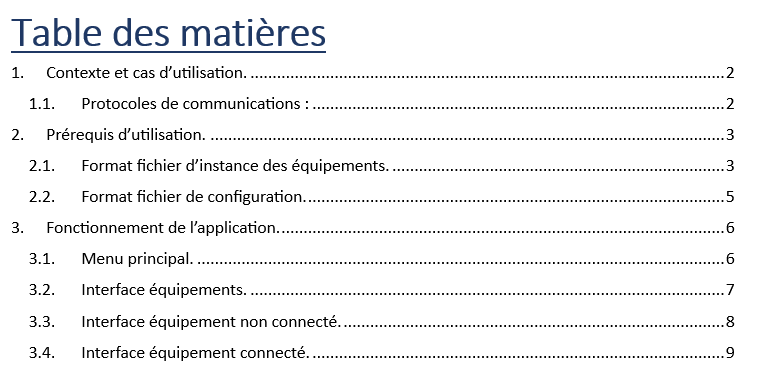 Table des matières
1. Contexte et cas d’utilisation. ........................................................................................................... 2
1.1. Protocoles de communications : ............................................................................................. 2
2. Prérequis d’utilisation. .................................................................................................................... 3
2.1. Format fichier d’instance des équipements. ........................................................................... 3
2.2. Format fichier de configuration. .............................................................................................. 5
3. Fonctionnement de l’application. .................................................................................................... 6
3.1. Menu principal. ....................................................................................................................... 6
3.2. Interface équipements. ........................................................................................................... 7
3.3. Interface équipement non connecté. ...................................................................................... 8
3.4. Interface équipement connecté. ............................................................................................. 9